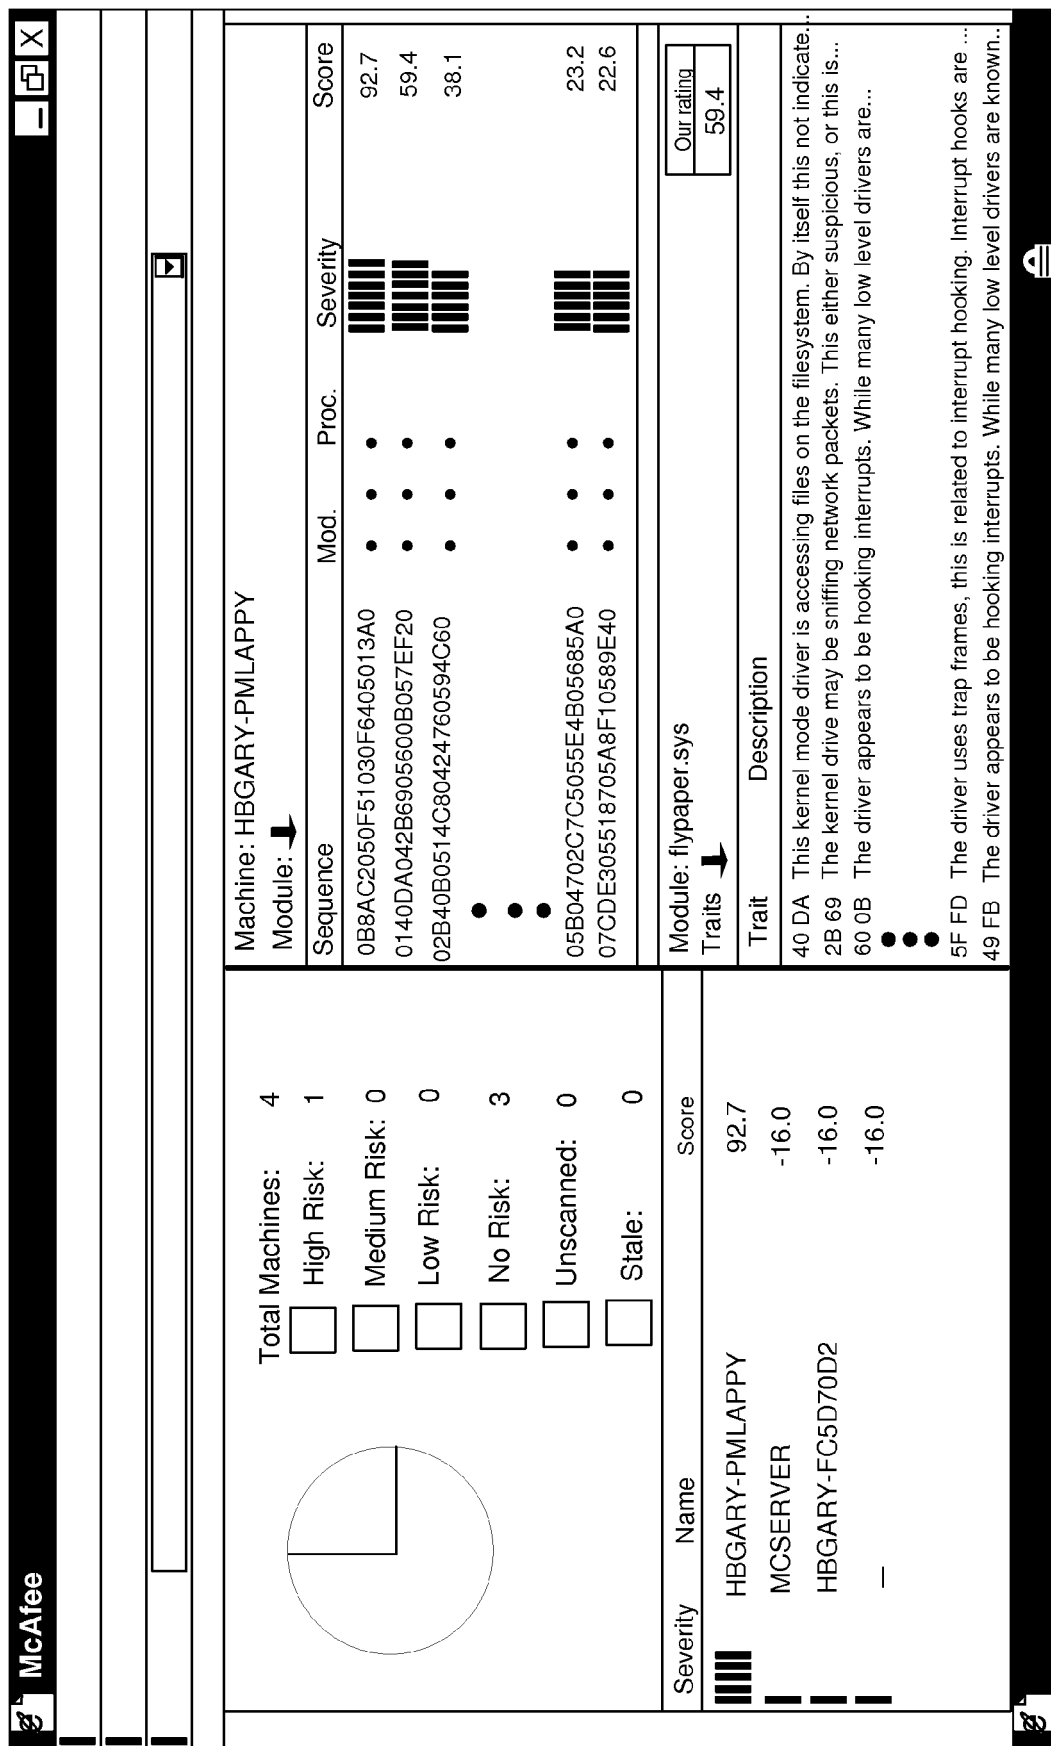 McAfee
Total Machines: 4
High Risk: 1
Medium Risk: 0
Low Risk: 0
No Risk: 3
Unscanned: 0
Stale: 0
Severity Name Score
HBGARY-PMLAPPY 92.7
MCSERVER -16.0
HBGARY-FC5D70D2 -16.0
– -16.0
Machine: HBGARY-PMLAPPY
Module:
Sequence Mod. Proc. Severity Score
0B8AC2050F51030F6405013A0 92.7
0140DA042B6905600B057EF20 59.4
02B40B0514C80424760594C60 38.1
05B04702C7C5055E4B05685A0 23.2
07CDE305518705A8F10589E40 22.6
Module: flypaper.sys
Our rating
59.4
Traits
Trait Description
40 DA This kernel mode driver is accessing files on the filesystem. By itself this not indicate...
2B 69 The kernel drive may be sniffing network packets. This either suspicious, or this is...
60 0B The driver appears to be hooking interrupts. While many low level drivers are...
5F FD The driver uses trap frames, this is related to interrupt hooking. Interrupt hooks are ...
49 FB The driver appears to be hooking interrupts. While many low level drivers are known..